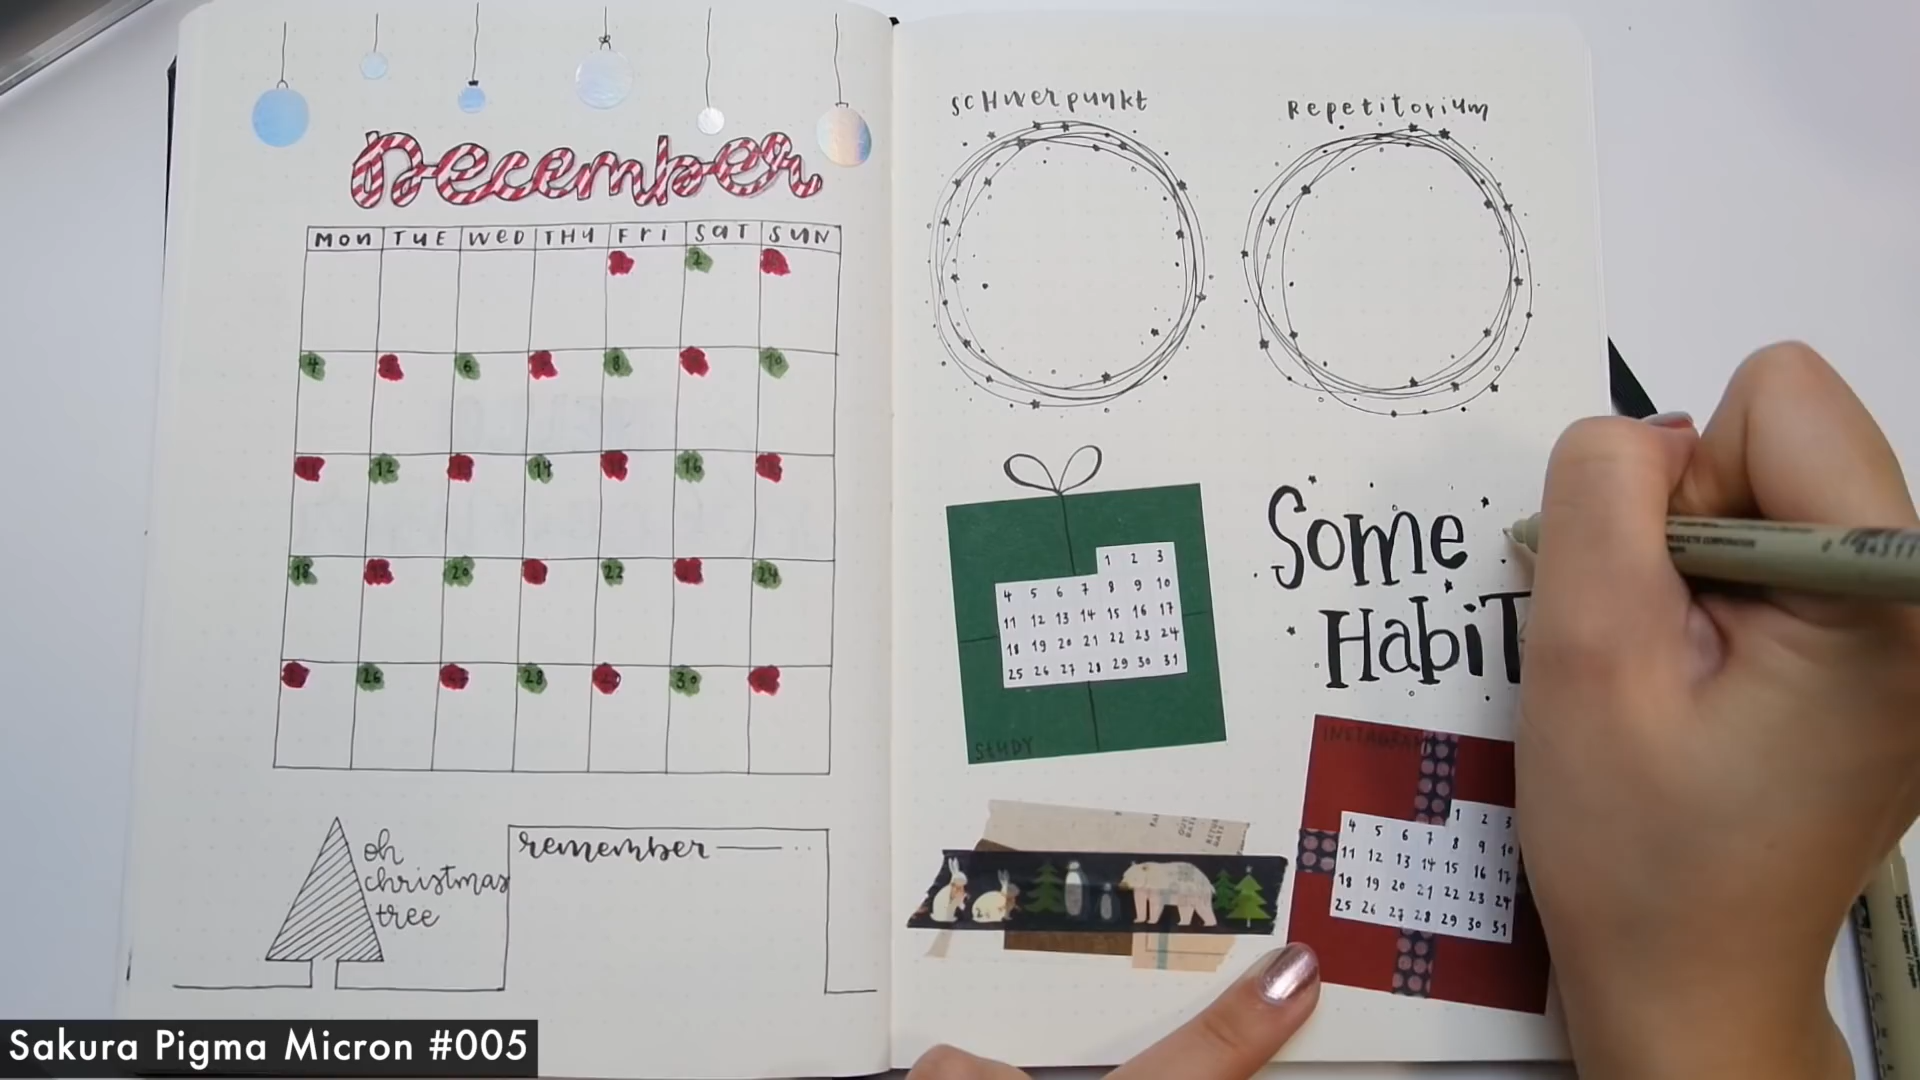 December
MON TUE WED THU Fri SaT SUN
2
4 6 8 10
12 14 16
18 20 22 24
26 28 30
oh
christmas
tree
remember
scHwerpunkt
Repetitorium
1 2 3
4 5 6 7 8 9 10
11 12 13 14 15 16 17
18 19 20 21 22 23 24
25 26 27 28 29 30 31
StUDY
Some
HabiT
INSTAGRAM
1 2 3
4 5 6 7 8 9 10
11 12 13 14 15 16 17
18 19 20 21 22 23 24
25 26 27 28 29 30 31
Sakura Pigma Micron #005